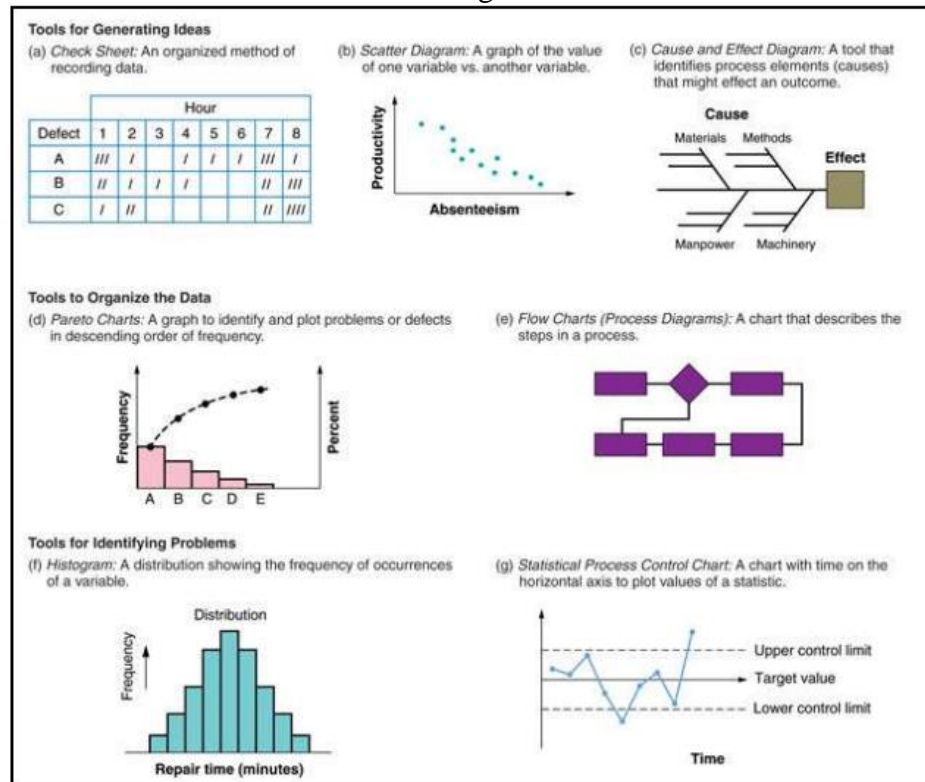 Tools for Generating Ideas
(a) Check Sheet: An organized method of
recording data.
Hour
Defect 1 2 3 4 5 6 7 8
A /// / / / / /// /
B // / / / // ///
C / // // ////
(b) Scatter Diagram: A graph of the value
of one variable vs. another variable.
Productivity
Absenteeism
(c) Cause and Effect Diagram: A tool that
identifies process elements (causes)
that might effect an outcome.
Cause
Materials Methods
Effect
Manpower Machinery
Tools to Organize the Data
(d) Pareto Charts: A graph to identify and plot problems or defects
in descending order of frequency.
Frequency
Percent
A B C D E
(e) Flow Charts (Process Diagrams): A chart that describes the
steps in a process.
Tools for Identifying Problems
(f) Histogram: A distribution showing the frequency of occurrences
of a variable.
Distribution
Frequency
Repair time (minutes)
(g) Statistical Process Control Chart: A chart with time on the
horizontal axis to plot values of a statistic.
Upper control limit
Target value
Lower control limit
Time